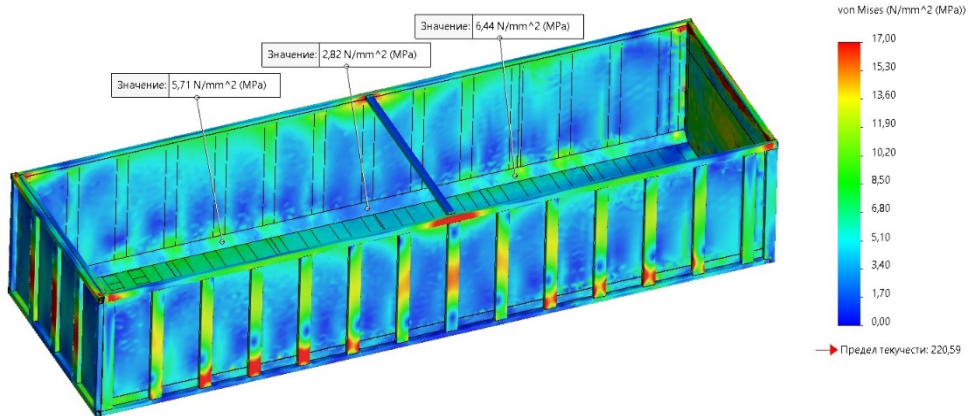 von Mises (N/mm^2 (MPa))
Значение: 6,44 N/mm^2 (MPa)
Значение: 2,82 N/mm^2 (MPa)
Значение: 5,71 N/mm^2 (MPa)
17,00
15,30
13,60
11,90
10,20
8,50
6,80
5,10
3,40
1,70
0,00
Предел текучести: 220,59